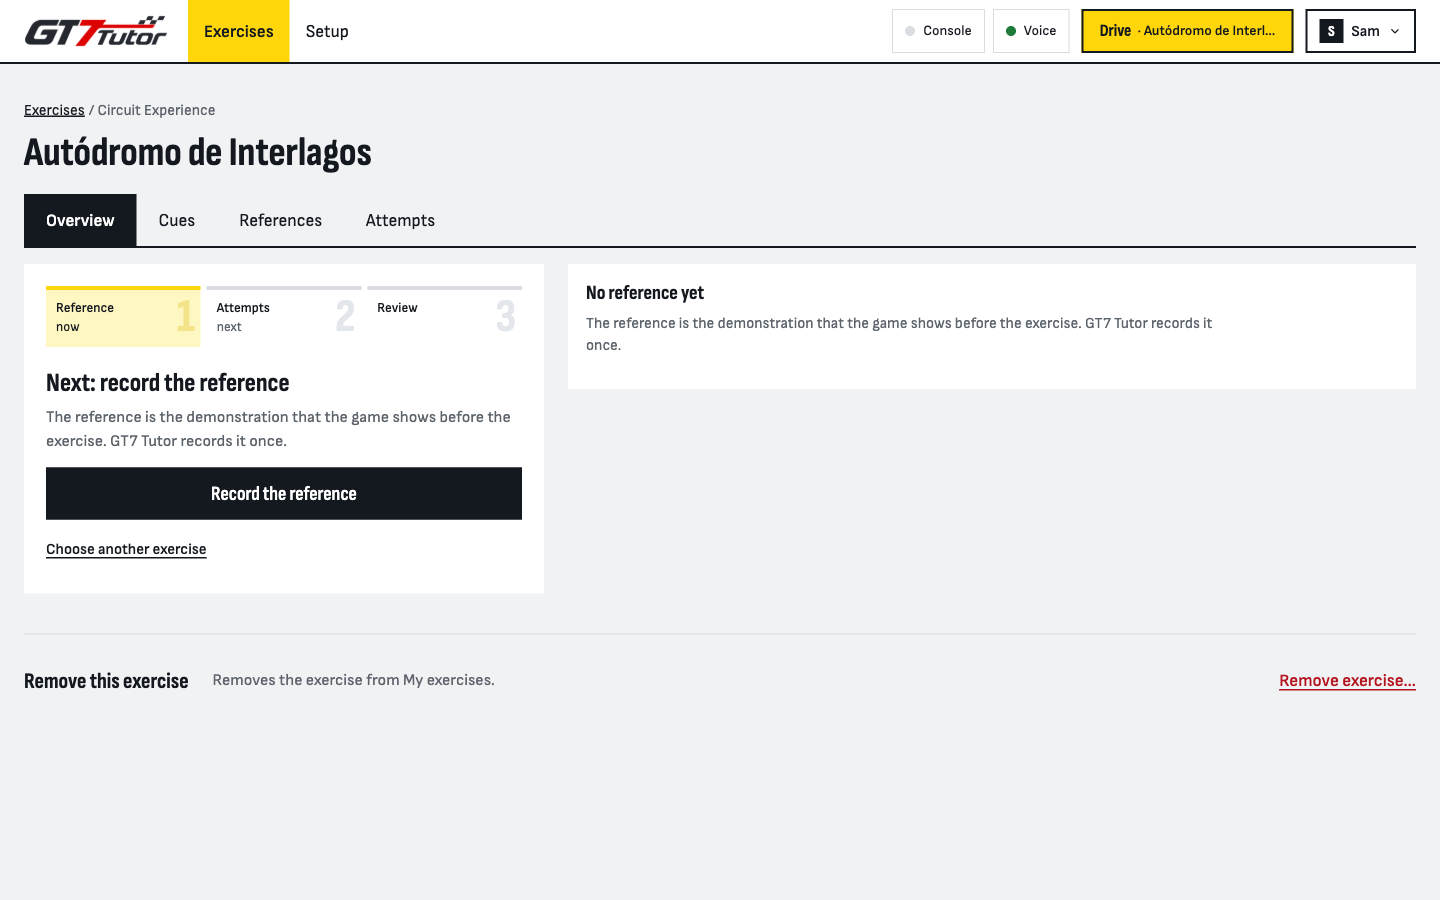 GT7 Tutor
Exercises
Setup
Console
Voice
Drive · Autódromo de Interl...
S
Sam
Exercises / Circuit Experience
Autódromo de Interlagos
Overview
Cues
References
Attempts
Reference
now
1
Attempts
next
2
Review
3
Next: record the reference
The reference is the demonstration that the game shows before the
exercise. GT7 Tutor records it once.
Record the reference
Choose another exercise
No reference yet
The reference is the demonstration that the game shows before the exercise. GT7 Tutor records it
once.
Remove this exercise
Removes the exercise from My exercises.
Remove exercise...